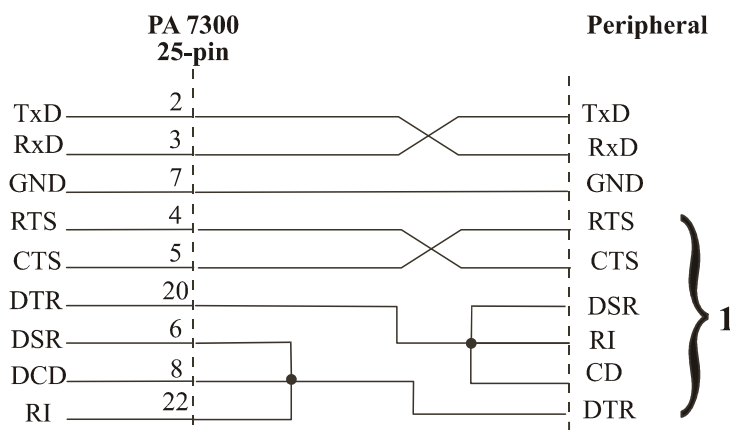 PA 7300 Peripheral
25-pin
TxD 2 TxD
RxD 3 RxD
GND 7 GND
RTS 4 RTS
CTS 5 CTS
DTR 20 DSR
DSR 6 RI
DCD 8 CD
RI 22 DTR
1